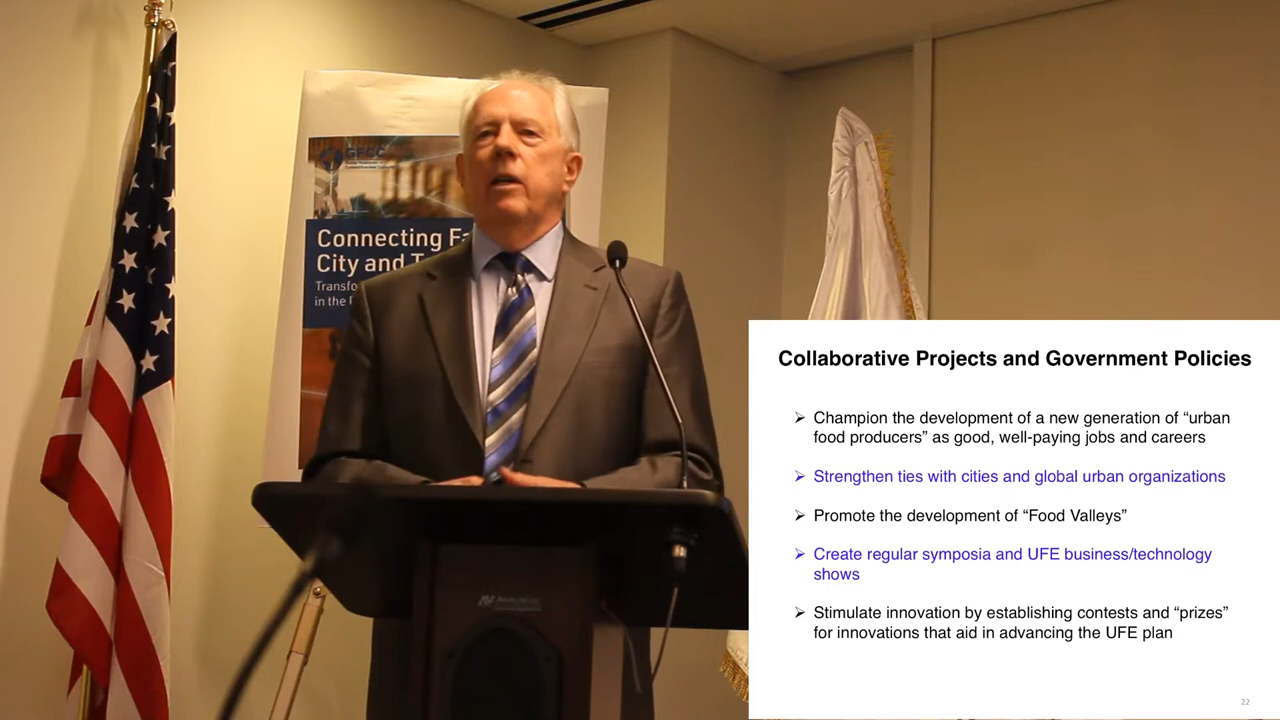 GFCC
Connecting Fa
City and T
Transfo
in the
Collaborative Projects and Government Policies
➢ Champion the development of a new generation of “urban
food producers” as good, well-paying jobs and careers
➢ Strengthen ties with cities and global urban organizations
➢ Promote the development of “Food Valleys”
➢ Create regular symposia and UFE business/technology
shows
➢ Stimulate innovation by establishing contests and “prizes”
for innovations that aid in advancing the UFE plan
22